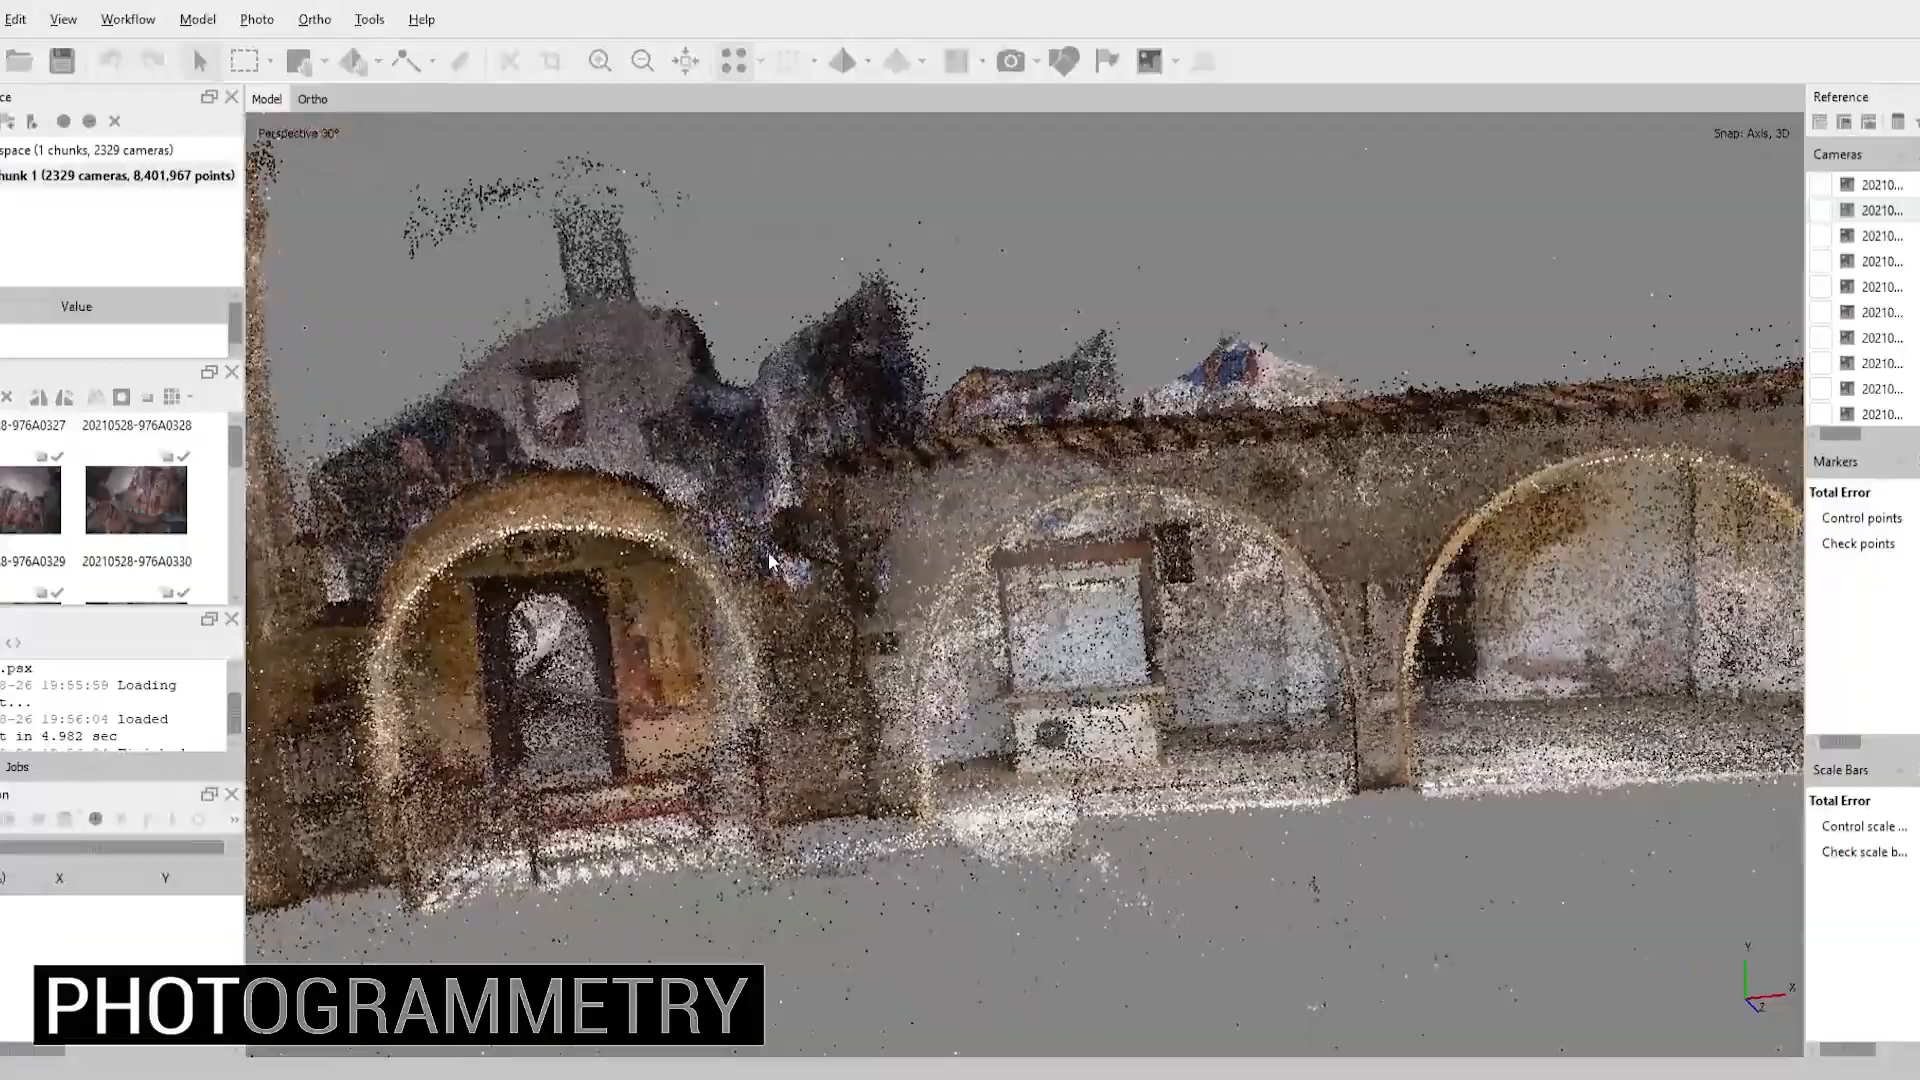 Edit View Workflow Model Photo Ortho Tools Help
ce
Model Ortho
Perspective 30°
Snap: Axis, 3D
space (1 chunks, 2329 cameras)
hunk 1 (2329 cameras, 8,401,967 points)
Value
8-976A0327 20210528-976A0328
8-976A0329 20210528-976A0330
.psx
8-26 19:55:59 Loading
t...
8-26 19:56:04 loaded
t in 4.982 sec
Jobs
on
X Y
Reference
Cameras
20210...
20210...
20210...
20210...
20210...
20210...
20210...
20210...
20210...
20210...
Markers
Total Error
Control points
Check points
Scale Bars
Total Error
Control scale ...
Check scale b...
Y
X
Z
PHOTOGRAMMETRY